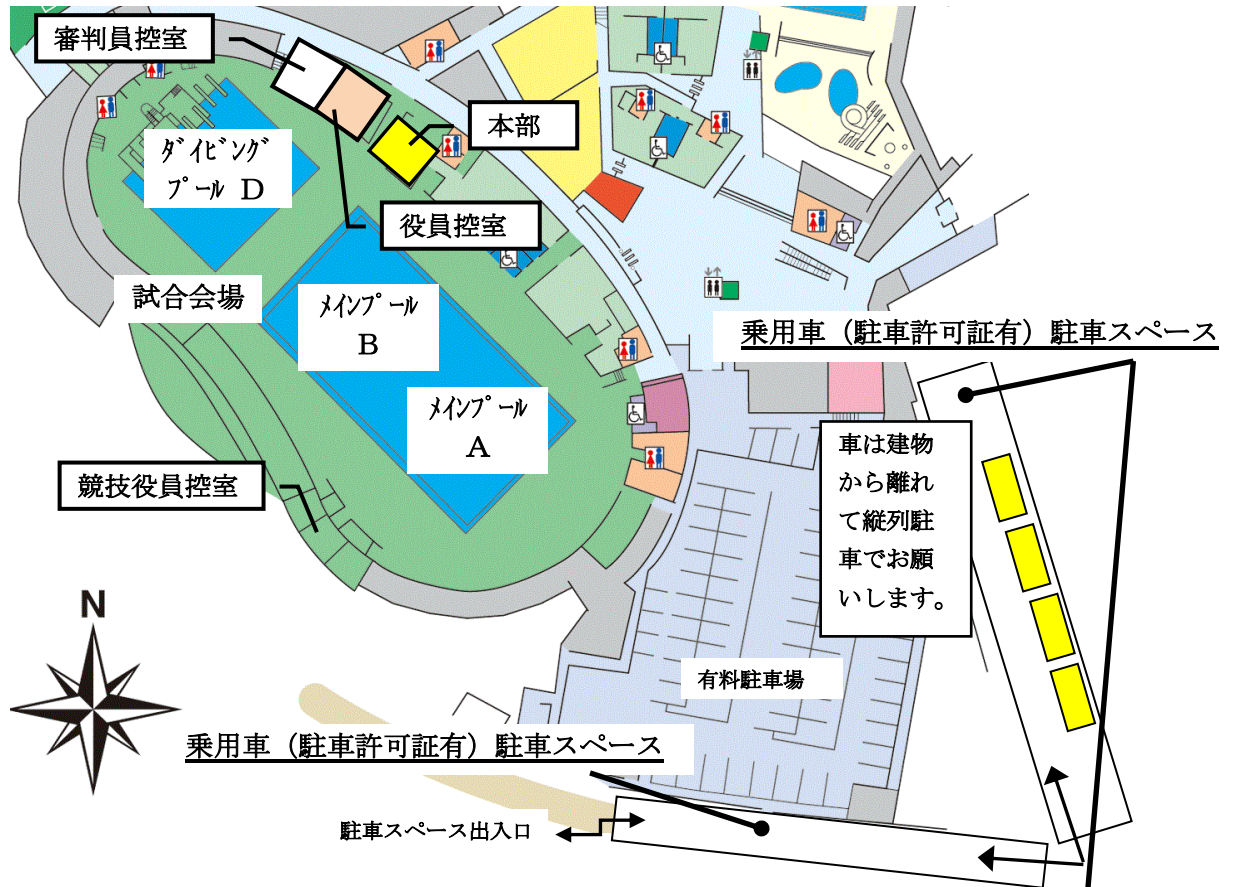 審判員控室
本部
ﾀﾞｲﾋﾞﾝｸﾞ
ﾌﾟｰﾙ D
役員控室
試合会場
ﾒｲﾝﾌﾟｰﾙ
B
乗用車（駐車許可証有）駐車スペース
ﾒｲﾝﾌﾟｰﾙ
A
車は建物
から離れ
て縦列駐
車でお願
いします。
競技役員控室
N
有料駐車場
乗用車（駐車許可証有）駐車スペース
駐車スペース出入口